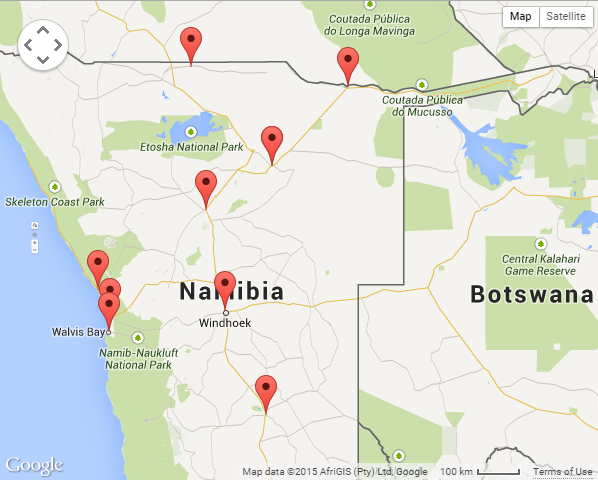 Coutada Pública
do Longa Mavinga
Map
Satellite
Coutada Pública
do Mucusso
Etosha National Park
Skeleton Coast Park
Central Kalahari
Game Reserve
Namibia
Botswana
Windhoek
Walvis Bay
Namib-Naukluft
National Park
Google
Map data ©2015 AfriGIS (Pty) Ltd, Google
100 km
Terms of Use